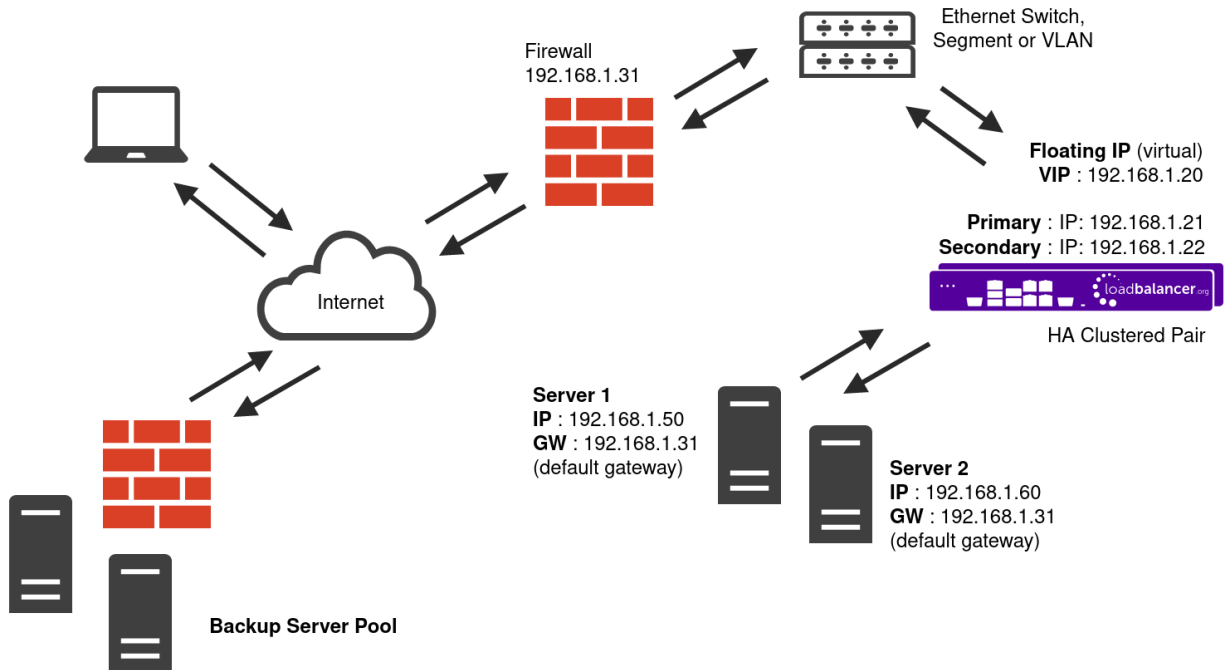 Ethernet Switch,
Segment or VLAN
Firewall
192.168.1.31
Floating IP (virtual)
VIP : 192.168.1.20
Primary : IP: 192.168.1.21
Secondary : IP: 192.168.1.22
loadbalancer.org
HA Clustered Pair
Internet
Server 1
IP : 192.168.1.50
GW : 192.168.1.31
(default gateway)
Server 2
IP : 192.168.1.60
GW : 192.168.1.31
(default gateway)
Backup Server Pool